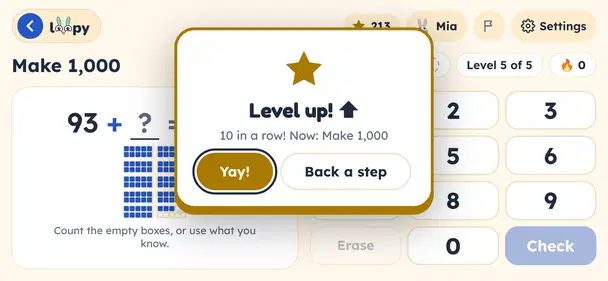 loopy
213
Mia
Settings
Make 1,000
Level 5 of 5
0
93 + ? =
Count the empty boxes, or use what you
know.
Level up!
10 in a row! Now: Make 1,000
Yay!
Back a step
2
3
5
6
8
9
Erase
0
Check